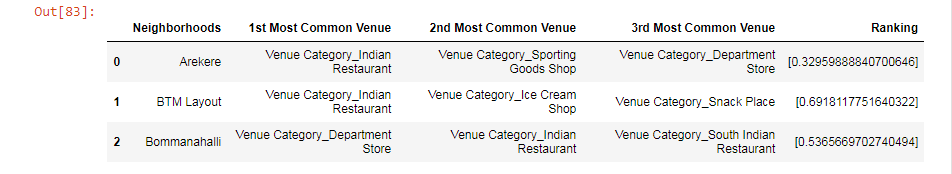 Out[83]:
Neighborhoods 1st Most Common Venue 2nd Most Common Venue 3rd Most Common Venue Ranking
0 Arekere Venue Category_Indian Restaurant Venue Category_Sporting Goods Shop Venue Category_Department Store [0.32959888840700646]
1 BTM Layout Venue Category_Indian Restaurant Venue Category_Ice Cream Shop Venue Category_Snack Place [0.6918117751640322]
2 Bommanahalli Venue Category_Department Store Venue Category_Indian Restaurant Venue Category_South Indian Restaurant [0.5365669702740494]